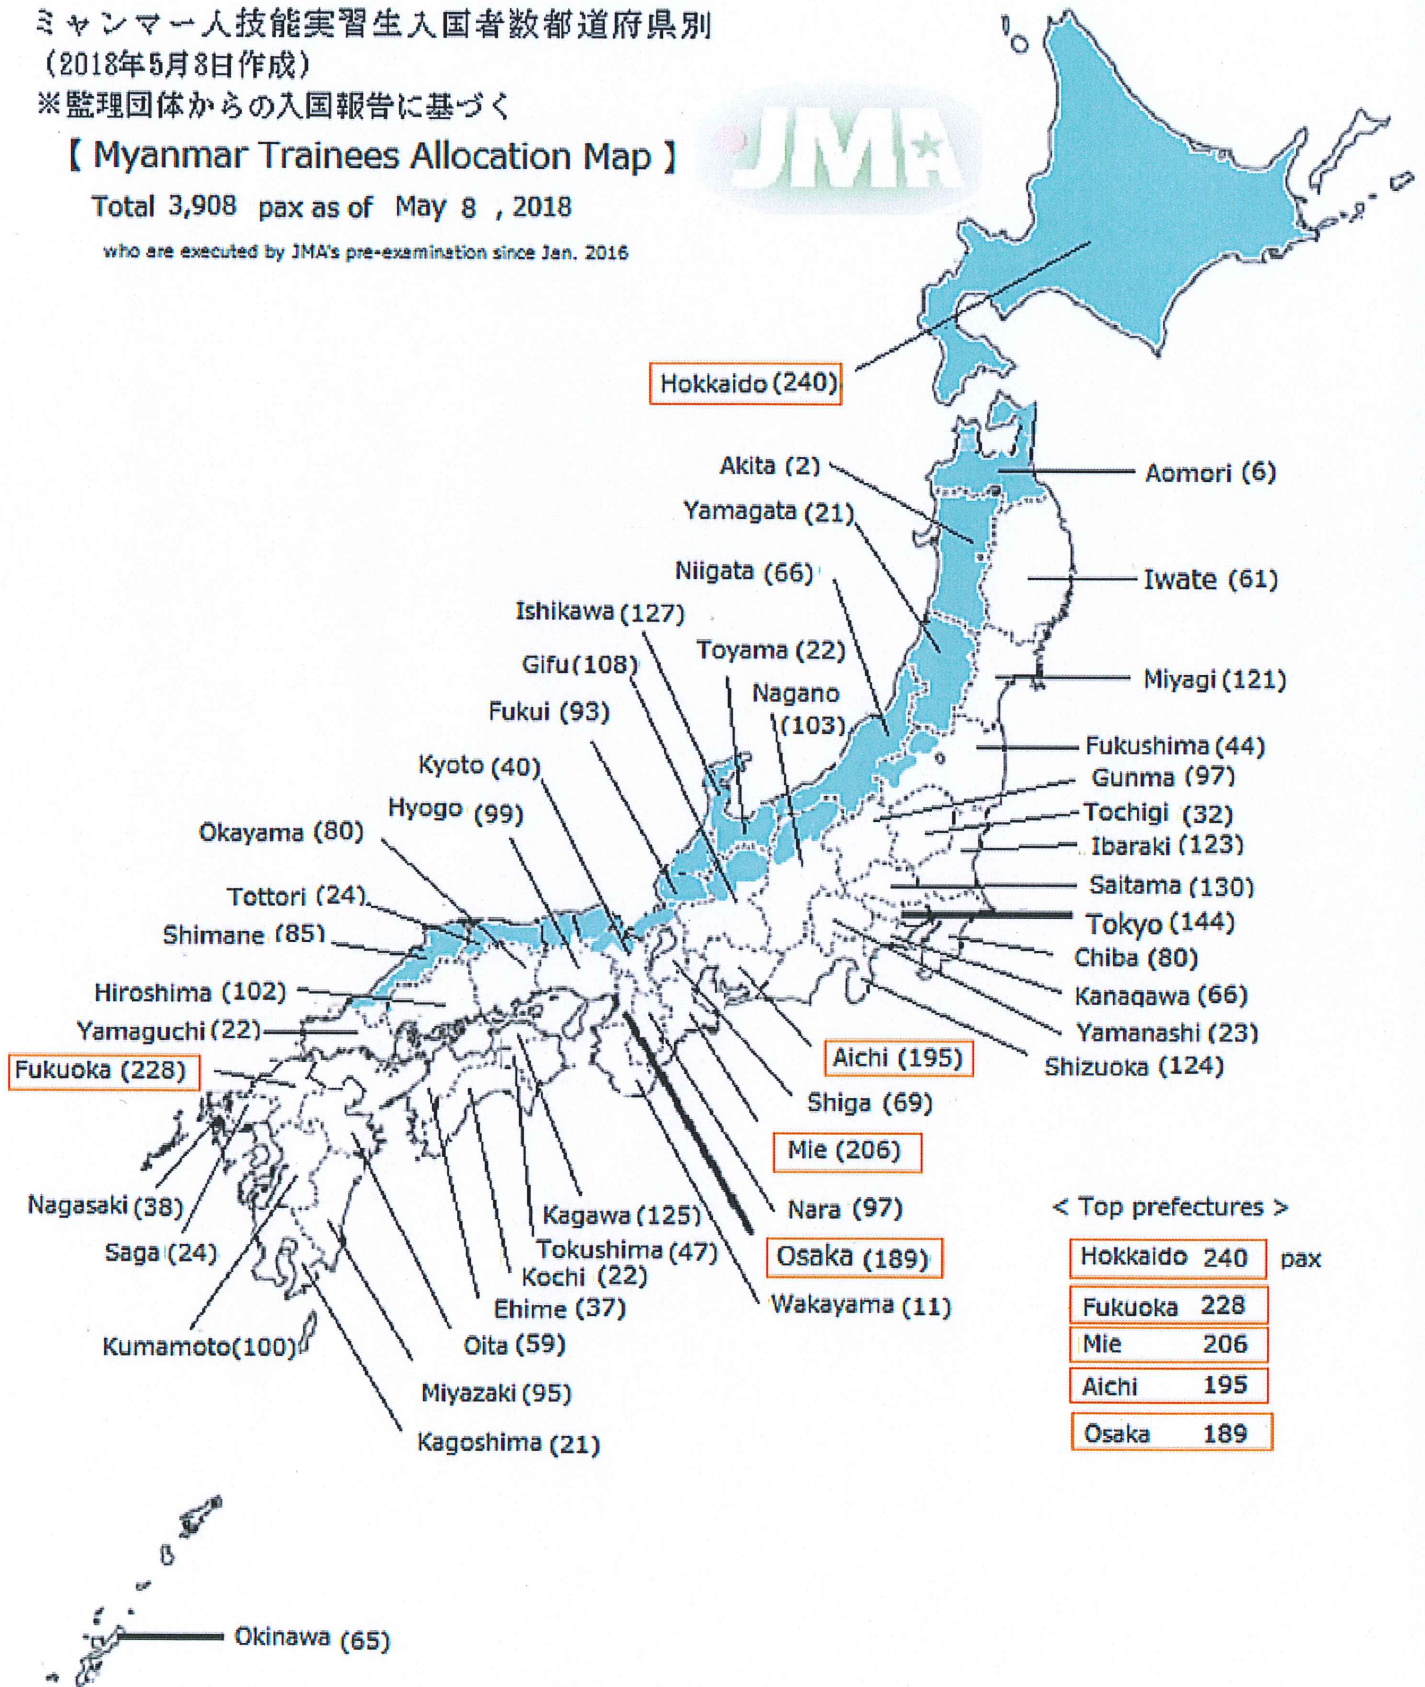 ミャンマー人技能実習生入国者数都道府県別
(2018年5月8日作成)
※監理団体からの入国報告に基づく
【 Myanmar Trainees Allocation Map 】
Total 3,908 pax as of May 8 , 2018
who are executed by JMA's pre-examination since Jan. 2016
JMA
Hokkaido (240)
Akita (2)
Aomori (6)
Yamagata (21)
Niigata (66)
Iwate (61)
Ishikawa (127)
Toyama (22)
Gifu (108)
Miyagi (121)
Nagano
(103)
Fukui (93)
Fukushima (44)
Kyoto (40)
Gunma (97)
Hyogo (99)
Tochigi (32)
Okayama (80)
Ibaraki (123)
Saitama (130)
Tottori (24)
Tokyo (144)
Shimane (85)
Chiba (80)
Hiroshima (102)
Kanagawa (66)
Yamaguchi (22)
Yamanashi (23)
Aichi (195)
Shizuoka (124)
Fukuoka (228)
Shiga (69)
Mie (206)
Nagasaki (38)
Nara (97)
Kagawa (125)
Saga (24)
Tokushima (47)
Osaka (189)
Kochi (22)
Ehime (37)
Wakayama (11)
Kumamoto (100)
Oita (59)
Miyazaki (95)
Kagoshima (21)
< Top prefectures >
Hokkaido 240 pax
Fukuoka 228
Mie 206
Aichi 195
Osaka 189
Okinawa (65)